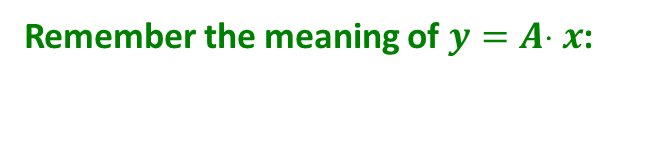 Remember the meaning of y = A · x: